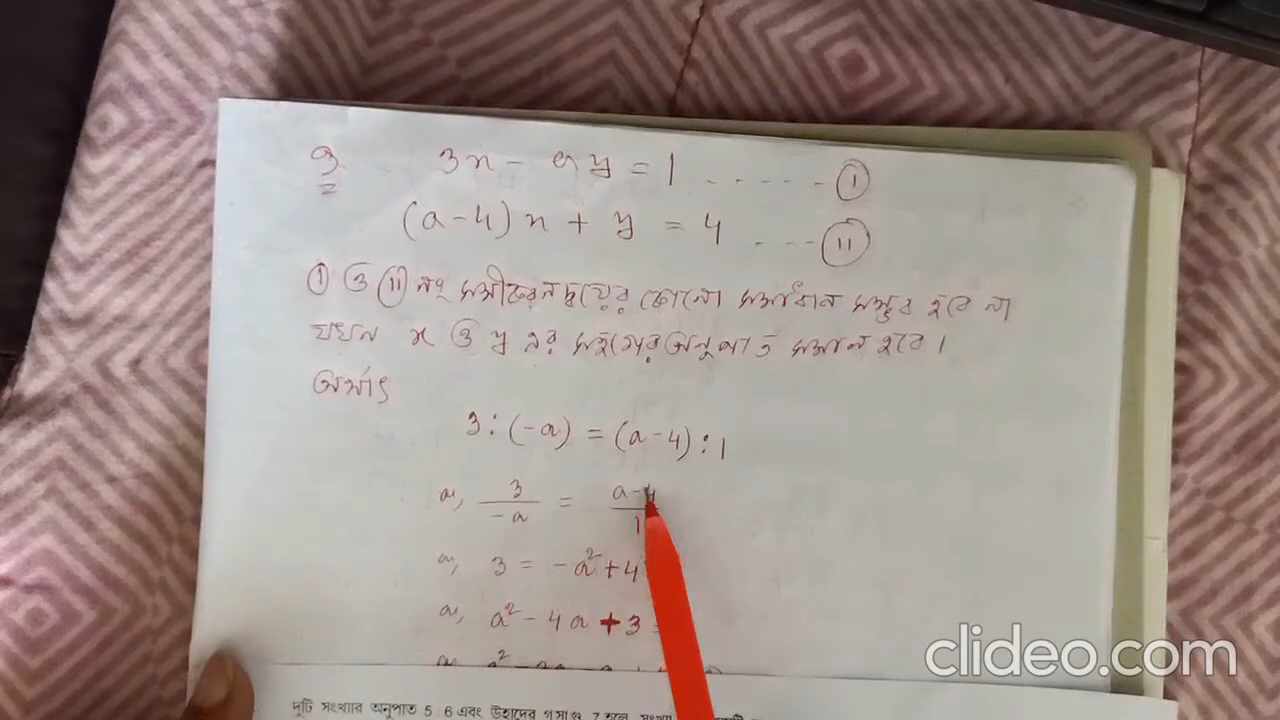 3x - ay = 1 ------ (i)
(a-4)x + y = 4 ---- (ii)
(i) ও (ii) নং সমীকরনদ্বয়ের কোনো সমাধান সম্ভব হবে না
যখন x ও y এর সহগের অনুপাত সমান হবে।
অর্থাৎ
3 : (-a) = (a-4) : 1
বা, 3/-a = a-4/1
বা, 3 = -a² + 4
বা, a² - 4a + 3 =
দুটি সংখ্যার অনুপাত 5:6 এবং উহাদের গসাগু 7 হলে,
clideo.com